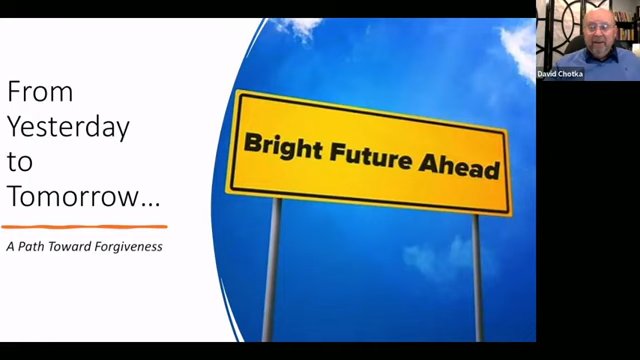 From
Yesterday
to
Tomorrow...
A Path Toward Forgiveness
Bright Future Ahead
David Chotka